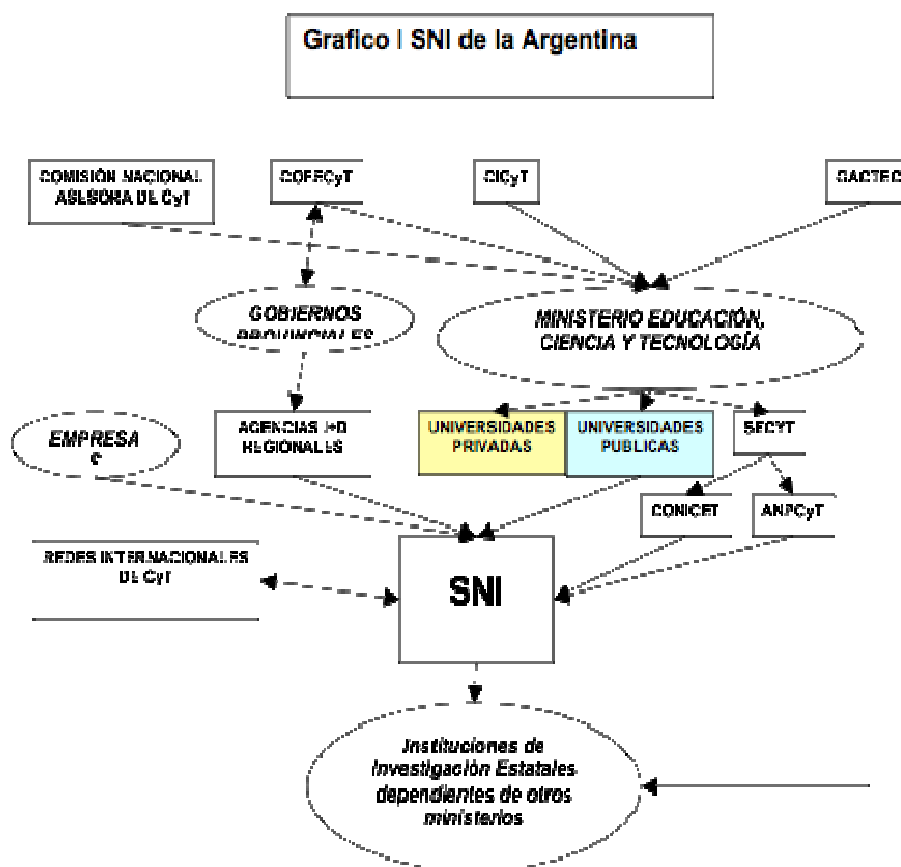 Grafico I SNI de la Argentina
COMISIÓN NACIONAL
ASESORA DE CyT
COFECyT
CICyT
GACTEC
GOBIERNOS
PROVINCIALES
MINISTERIO EDUCACIÓN,
CIENCIA Y TECNOLOGÍA
EMPRESA
AGENCIAS I+D
REGIONALES
UNIVERSIDADES
PRIVADAS
UNIVERSIDADES
PUBLICAS
SECYT
CONICET
ANPCyT
REDES INTERNACIONALES
DE CyT
SNI
Instituciones de
Investigación Estatales
dependientes de otros
ministerios